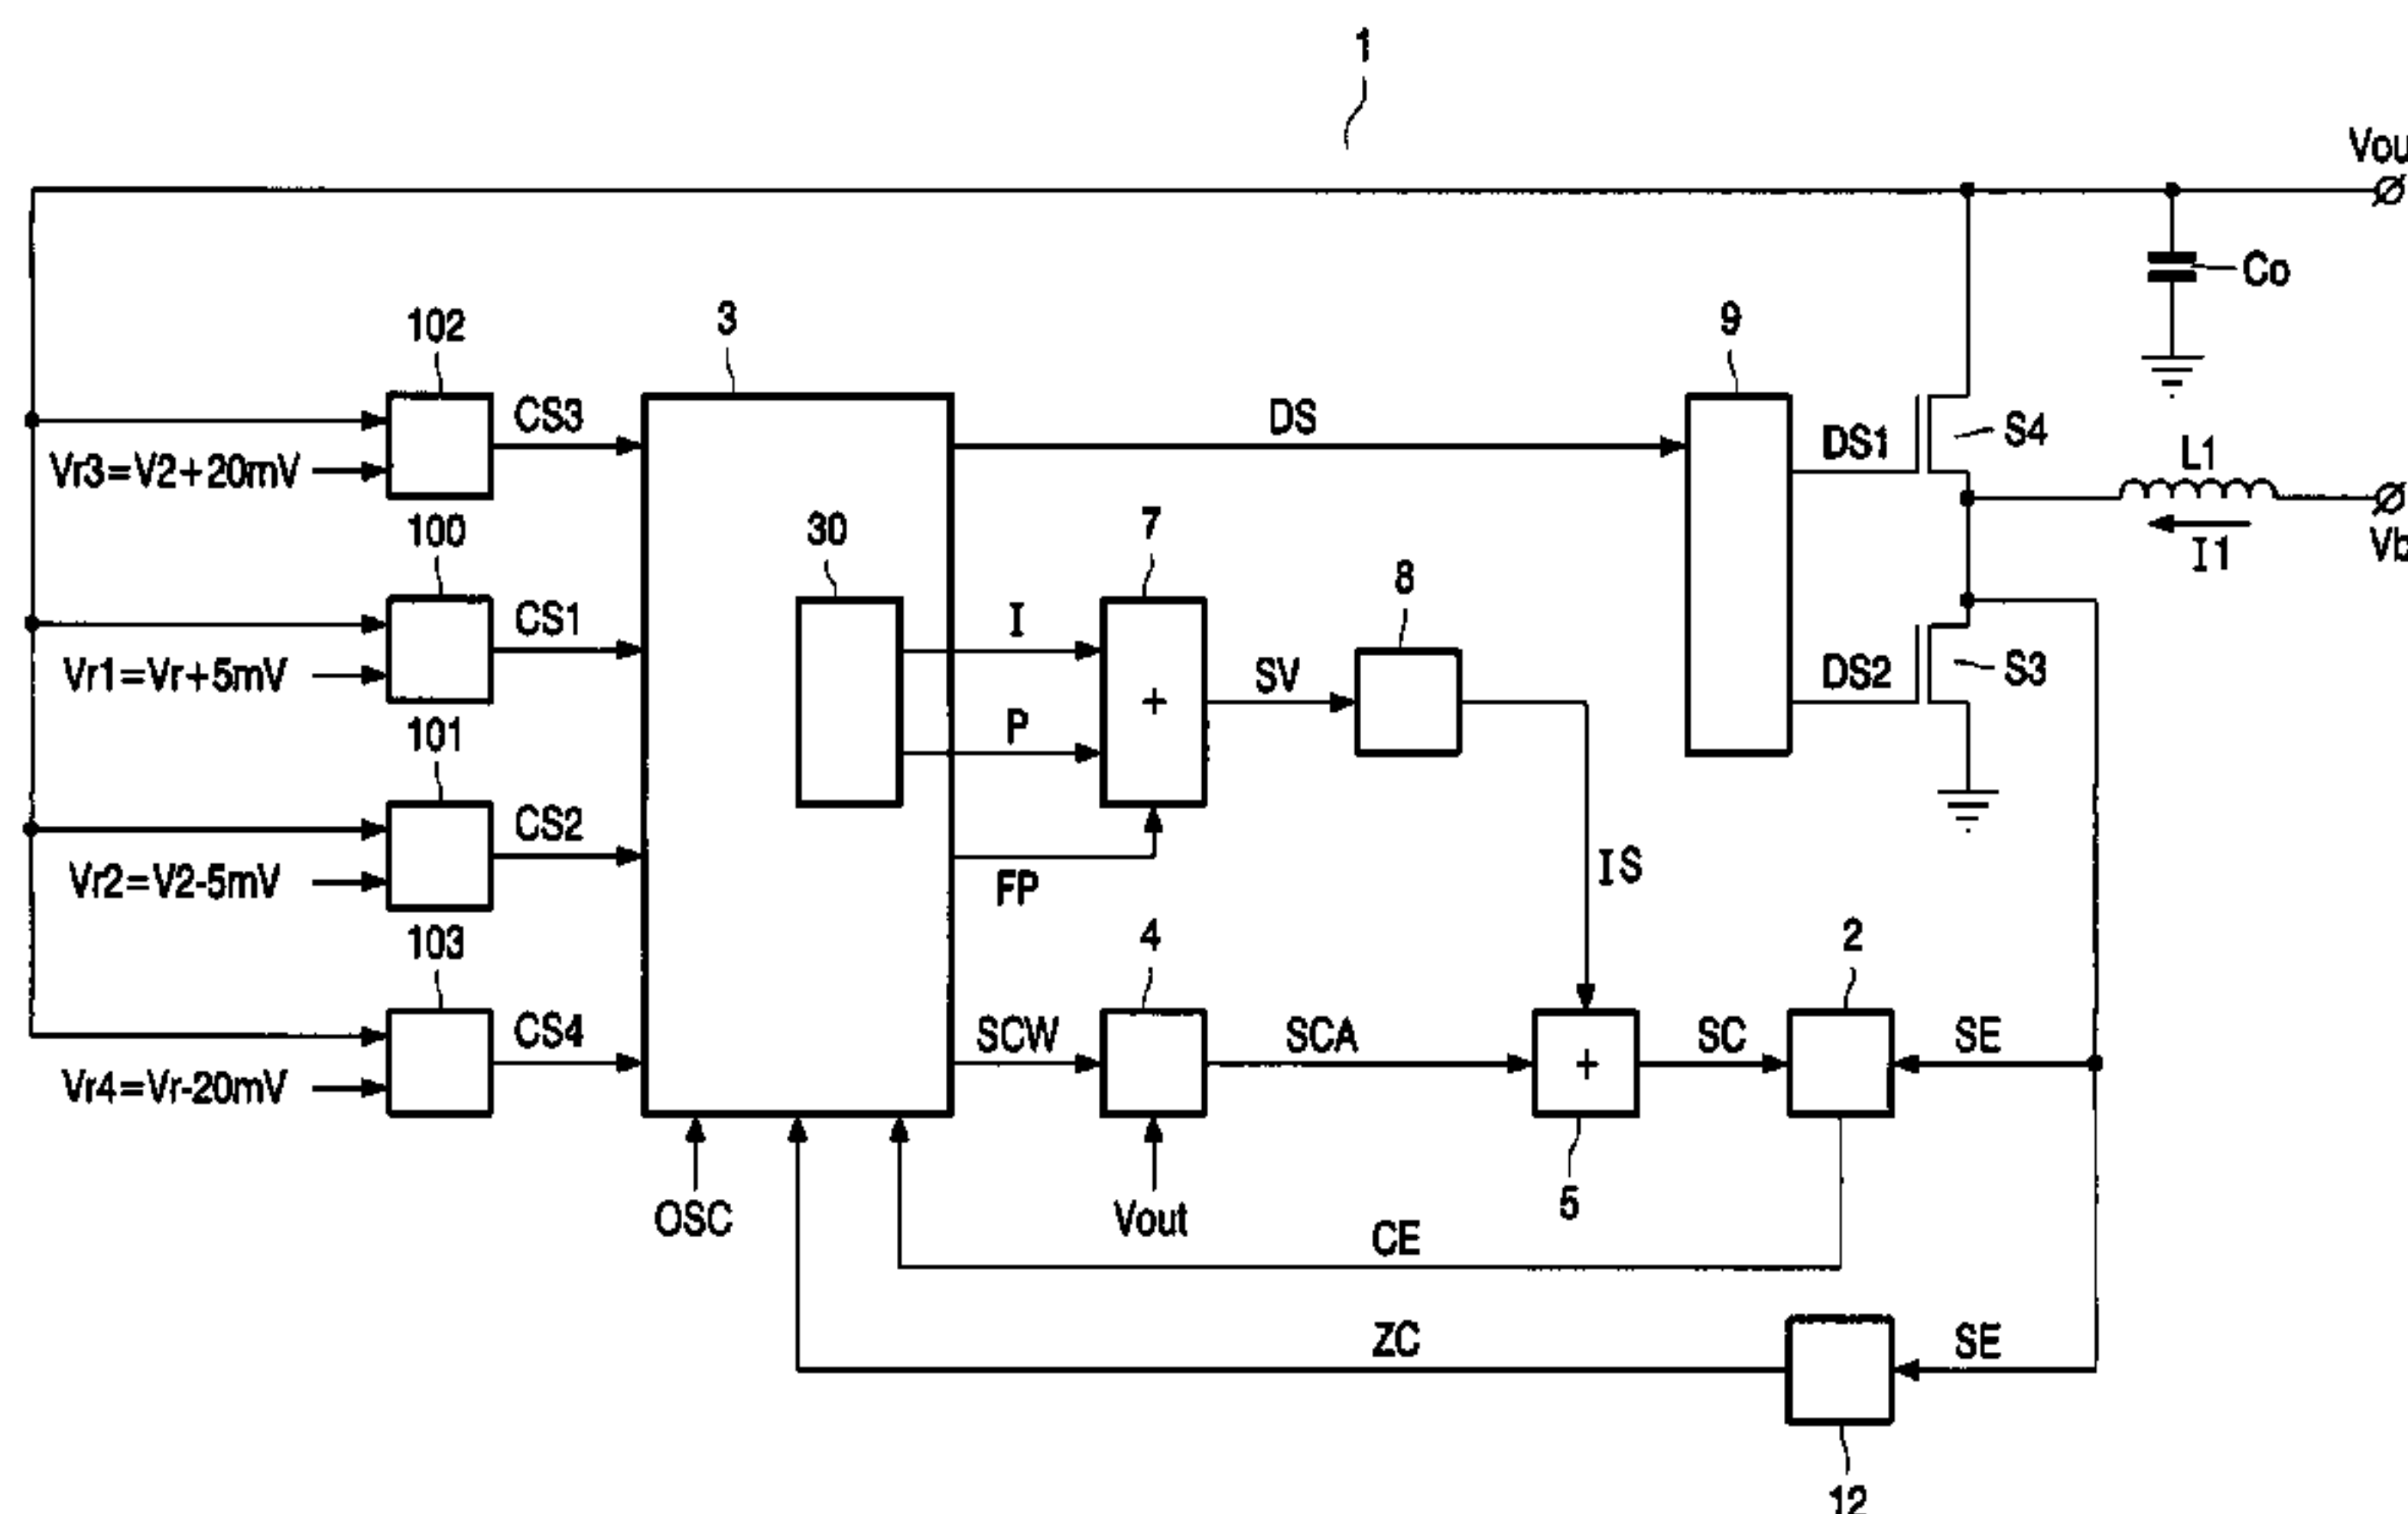 1
Vou
Co
102
3
9
CS3
DS
DS1
S4
Vr3=V2+20mV
L1
100
30
7
8
I1
Vb
CS1
I
SV
DS2
S3
Vr1=Vr+5mV
+
101
P
CS2
IS
Vr2=V2-5mV
FP
103
4
2
CS4
SCW
SCA
+
SC
SE
Vr4=Vr-20mV
OSC
Vout
5
CE
ZC
SE
12